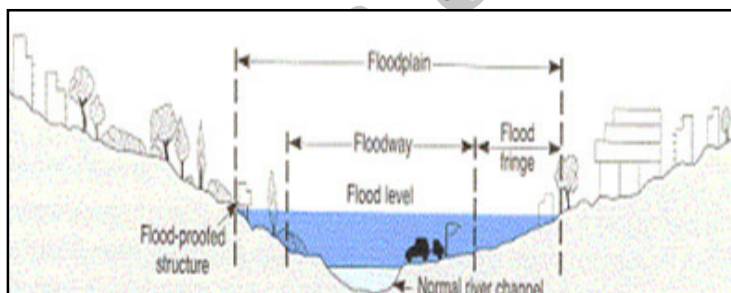 Floodplain
Floodway
Flood
fringe
Flood level
Flood-proofed
structure
Normal river channel